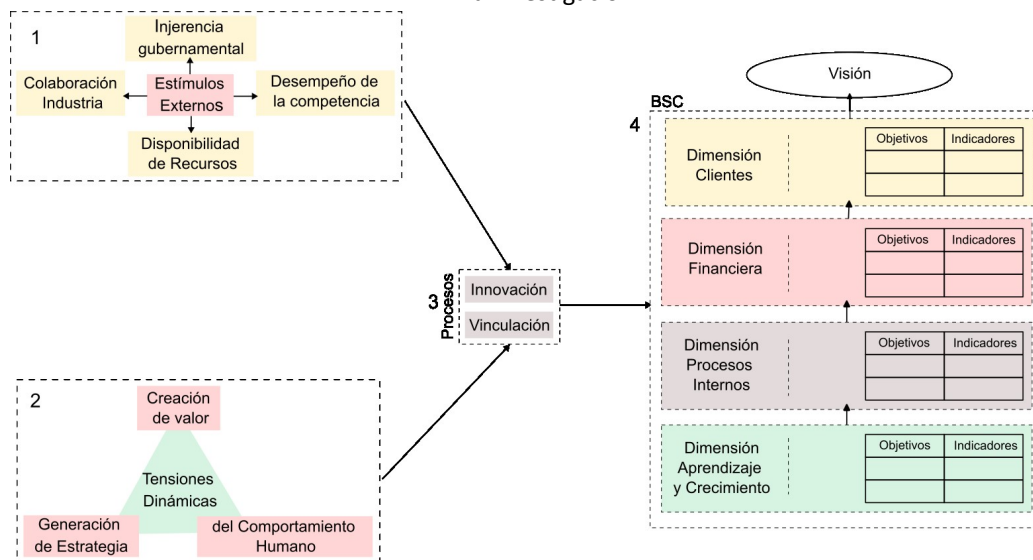 1
Injerencia
gubernamental
Colaboración
Industria
Estímulos
Externos
Desempeño de
la competencia
Disponibilidad
de Recursos
2
Creación
de valor
Tensiones
Dinámicas
Generación
de Estrategia
del Comportamiento
Humano
3
Procesos
Innovación
Vinculación
Visión
BSC
4
Dimensión
Clientes
Objetivos
Indicadores
Dimensión
Financiera
Objetivos
Indicadores
Dimensión
Procesos
Internos
Objetivos
Indicadores
Dimensión
Aprendizaje
y Crecimiento
Objetivos
Indicadores